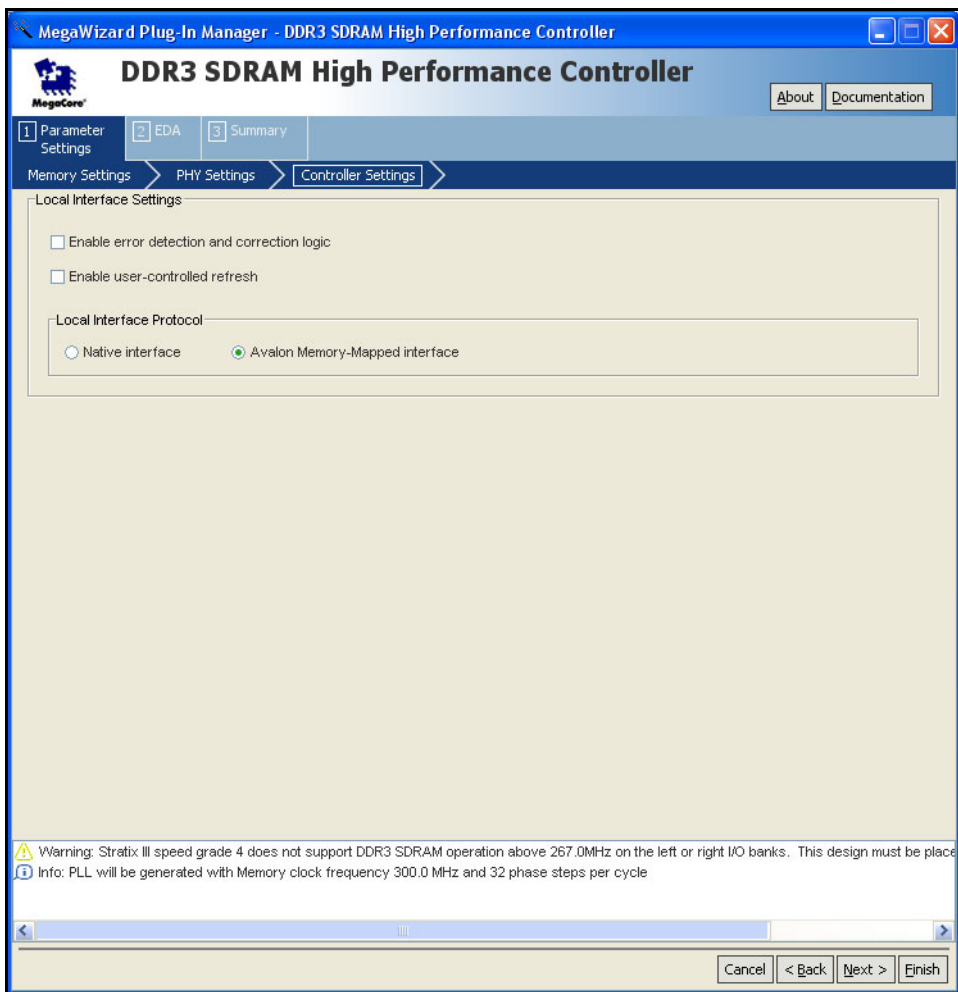 MegaWizard Plug-In Manager - DDR3 SDRAM High Performance Controller
MegaCore®
DDR3 SDRAM High Performance Controller
About Documentation
1 Parameter Settings 2 EDA 3 Summary
Memory Settings PHY Settings Controller Settings
Local Interface Settings
Enable error detection and correction logic
Enable user-controlled refresh
Local Interface Protocol
Native interface Avalon Memory-Mapped interface
Warning: Stratix III speed grade 4 does not support DDR3 SDRAM operation above 267.0MHz on the left or right I/O banks. This design must be place
Info: PLL will be generated with Memory clock frequency 300.0 MHz and 32 phase steps per cycle
Cancel < Back Next > Finish